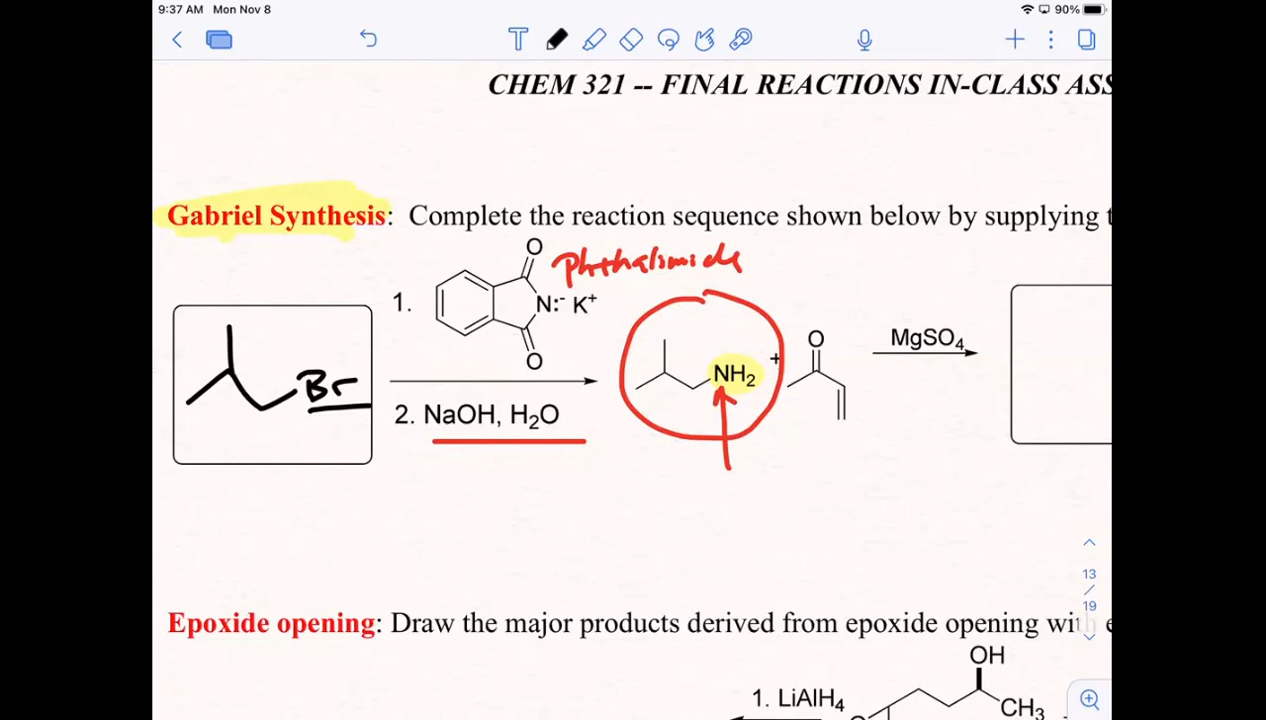 9:37 AM Mon Nov 8
90%
T
CHEM 321 -- FINAL REACTIONS IN-CLASS ASS
Gabriel Synthesis: Complete the reaction sequence shown below by supplying t
O
Phthalimide
1.
N:⁻ K⁺
O
Br
2. NaOH, H₂O
NH₂
+
O
MgSO₄
13
/
19
Epoxide opening: Draw the major products derived from epoxide opening with e
OH
1. LiAlH₄
CH₃